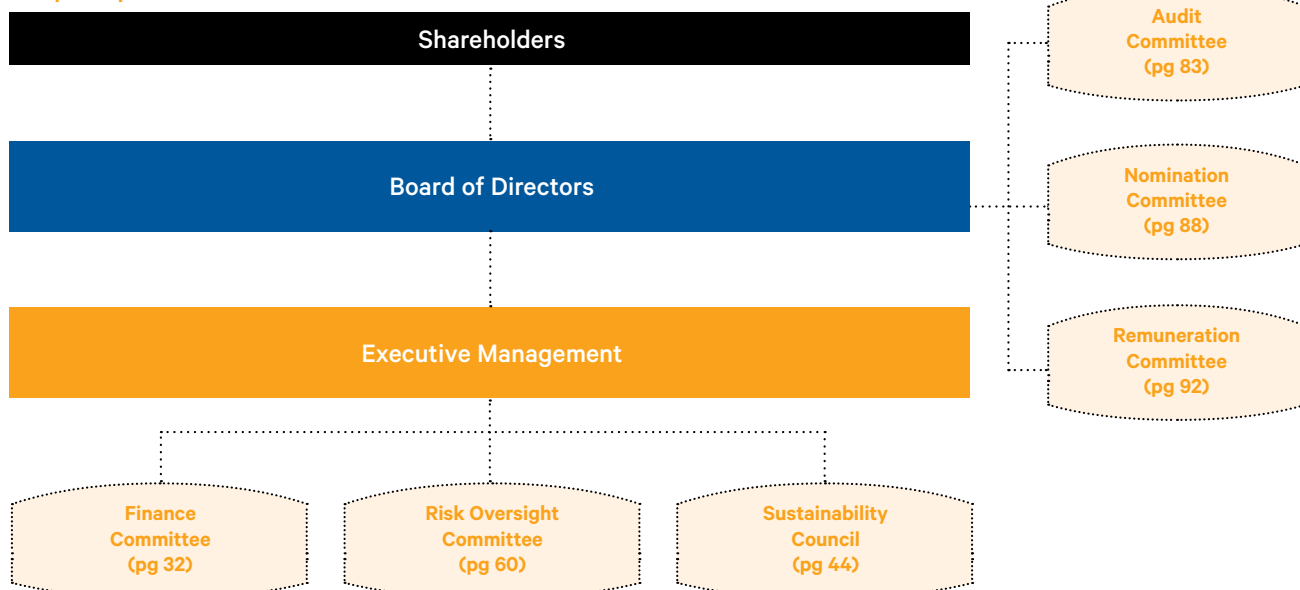 Shareholders
Board of Directors
Executive Management
Audit
Committee
(pg 83)
Nomination
Committee
(pg 88)
Remuneration
Committee
(pg 92)
Finance
Committee
(pg 32)
Risk Oversight
Committee
(pg 60)
Sustainability
Council
(pg 44)